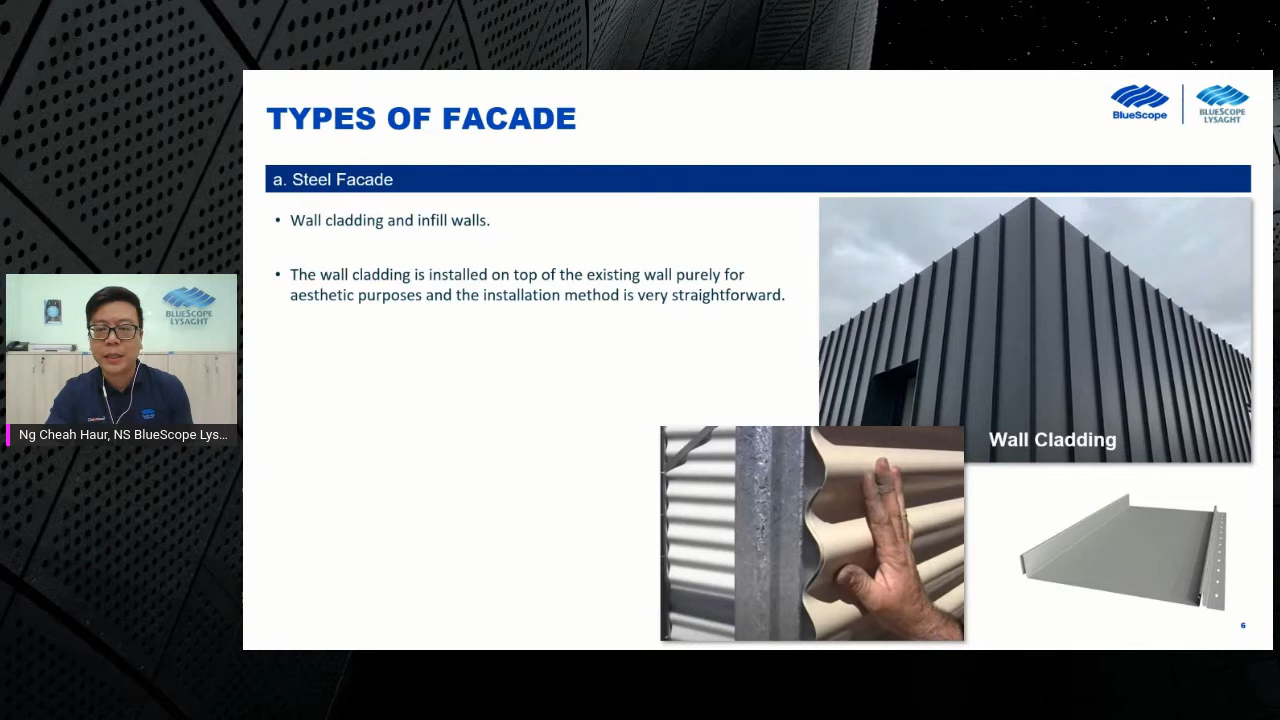 TYPES OF FACADE
BlueScope
BLUESCOPE
LYSAGHT
a. Steel Facade
• Wall cladding and infill walls.
• The wall cladding is installed on top of the existing wall purely for
aesthetic purposes and the installation method is very straightforward.
Wall Cladding
BLUESCOPE
LYSAGHT
Ng Cheah Haur, NS BlueScope Lys...
6